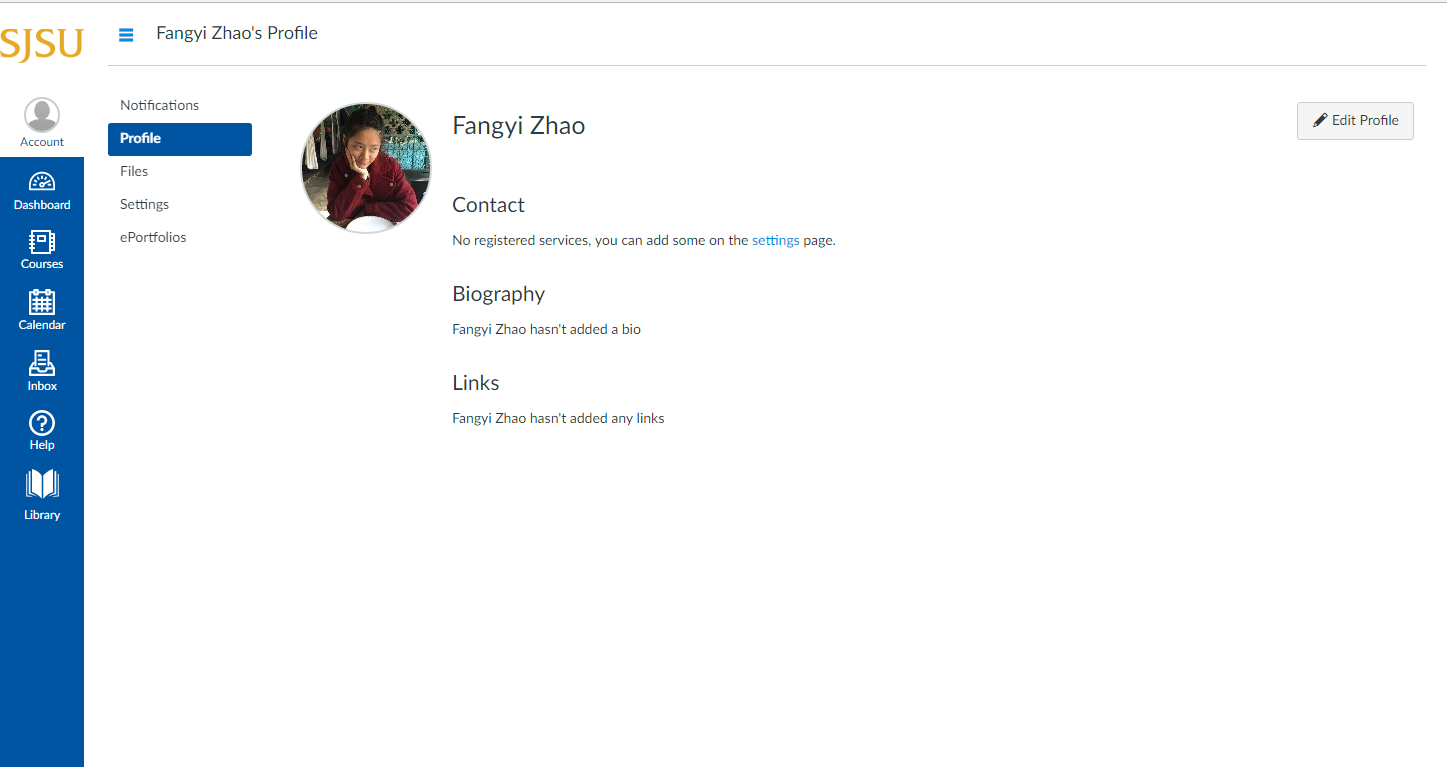 SJSU
Fangyi Zhao's Profile
Account
Dashboard
Courses
Calendar
Inbox
Help
Library
Notifications
Profile
Files
Settings
ePortfolios
Fangyi Zhao
Edit Profile
Contact
No registered services, you can add some on the settings page.
Biography
Fangyi Zhao hasn't added a bio
Links
Fangyi Zhao hasn't added any links